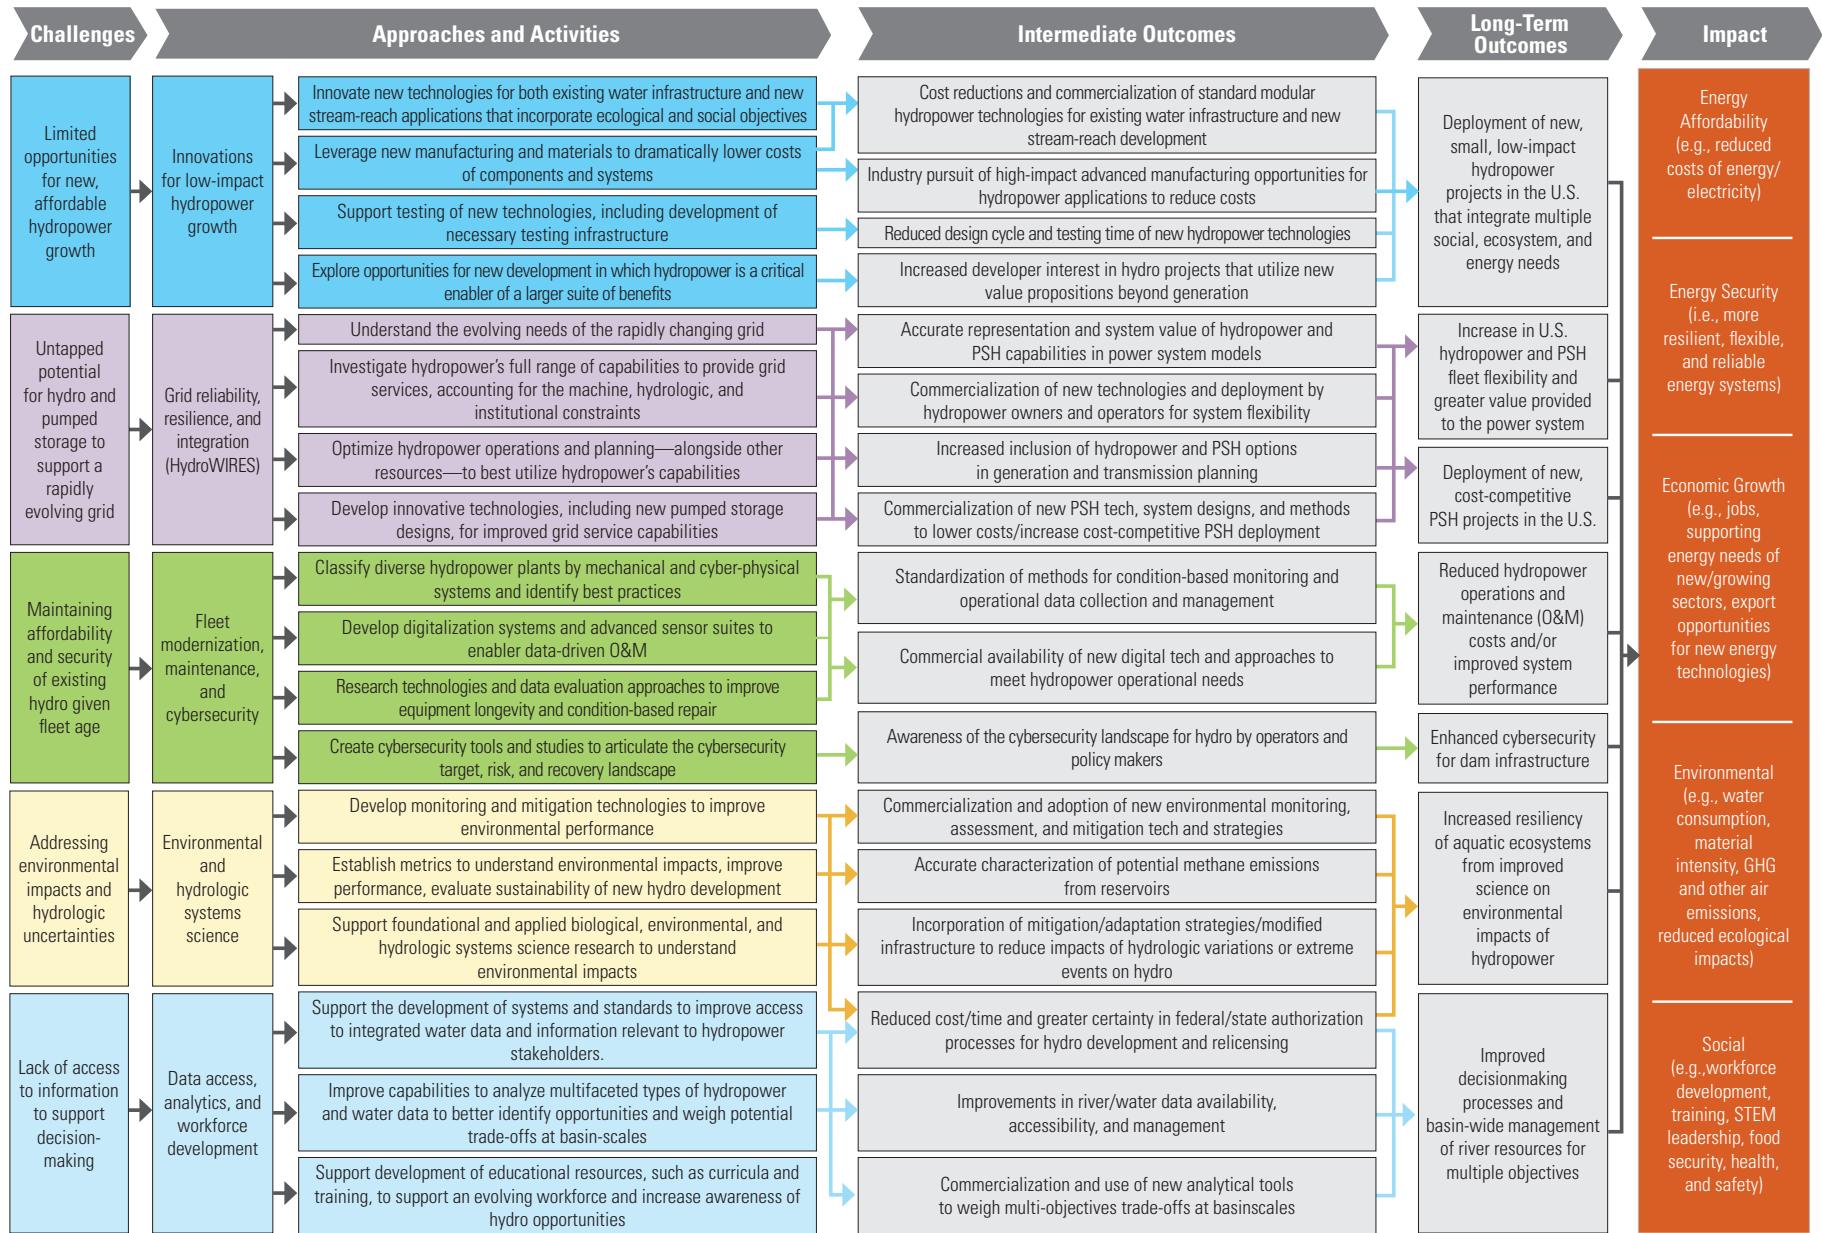 Challenges
Approaches and Activities
Intermediate Outcomes
Long-Term
Outcomes
Impact
Limited
opportunities
for new,
affordable
hydropower
growth
Innovations
for low-impact
hydropower
growth
Innovate new technologies for both existing water infrastructure and new
stream-reach applications that incorporate ecological and social objectives
Leverage new manufacturing and materials to dramatically lower costs
of components and systems
Support testing of new technologies, including development of
necessary testing infrastructure
Explore opportunities for new development in which hydropower is a critical
enabler of a larger suite of benefits
Cost reductions and commercialization of standard modular
hydropower technologies for existing water infrastructure and new
stream-reach development
Industry pursuit of high-impact advanced manufacturing opportunities for
hydropower applications to reduce costs
Reduced design cycle and testing time of new hydropower technologies
Increased developer interest in hydro projects that utilize new
value propositions beyond generation
Deployment of new,
small, low-impact
hydropower
projects in the U.S.
that integrate multiple
social, ecosystem, and
energy needs
Untapped
potential
for hydro and
pumped
storage to
support a
rapidly
evolving grid
Grid reliability,
resilience, and
integration
(HydroWIRES)
Understand the evolving needs of the rapidly changing grid
Investigate hydropower's full range of capabilities to provide grid
services, accounting for the machine, hydrologic, and
institutional constraints
Optimize hydropower operations and planning—alongside other
resources—to best utilize hydropower's capabilities
Develop innovative technologies, including new pumped storage
designs, for improved grid service capabilities
Accurate representation and system value of hydropower and
PSH capabilities in power system models
Commercialization of new technologies and deployment by
hydropower owners and operators for system flexibility
Increased inclusion of hydropower and PSH options
in generation and transmission planning
Commercialization of new PSH tech, system designs, and methods
to lower costs/increase cost-competitive PSH deployment
Increase in U.S.
hydropower and PSH
fleet flexibility and
greater value provided
to the power system
Deployment of new,
cost-competitive
PSH projects in the U.S.
Maintaining
affordability
and security
of existing
hydro given
fleet age
Fleet
modernization,
maintenance,
and
cybersecurity
Classify diverse hydropower plants by mechanical and cyber-physical
systems and identify best practices
Develop digitalization systems and advanced sensor suites to
enable data-driven O&M
Research technologies and data evaluation approaches to improve
equipment longevity and condition-based repair
Create cybersecurity tools and studies to articulate the cybersecurity
target, risk, and recovery landscape
Standardization of methods for condition-based monitoring and
operational data collection and management
Commercial availability of new digital tech and approaches to
meet hydropower operational needs
Awareness of the cybersecurity landscape for hydro by operators and
policy makers
Reduced hydropower
operations and
maintenance (O&M)
costs and/or
improved system
performance
Enhanced cybersecurity
for dam infrastructure
Addressing
environmental
impacts and
hydrologic
uncertainties
Environmental
and
hydrologic
systems
science
Develop monitoring and mitigation technologies to improve
environmental performance
Establish metrics to understand environmental impacts, improve
performance, evaluate sustainability of new hydro development
Support foundational and applied biological, environmental, and
hydrologic systems science research to understand
environmental impacts
Commercialization and adoption of new environmental monitoring,
assessment, and mitigation tech and strategies
Accurate characterization of potential methane emissions
from reservoirs
Incorporation of mitigation/adaptation strategies/modified
infrastructure to reduce impacts of hydrologic variations or extreme
events on hydro
Reduced cost/time and greater certainty in federal/state authorization
processes for hydro development and relicensing
Increased resiliency
of aquatic ecosystems
from improved
science on
environmental
impacts of
hydropower
Lack of access
to information
to support
decision-
making
Data access,
analytics, and
workforce
development
Support the development of systems and standards to improve access
to integrated water data and information relevant to hydropower
stakeholders.
Improve capabilities to analyze multifaceted types of hydropower
and water data to better identify opportunities and weigh potential
trade-offs at basin-scales
Support development of educational resources, such as curricula and
training, to support an evolving workforce and increase awareness of
hydro opportunities
Improvements in river/water data availability,
accessibility, and management
Commercialization and use of new analytical tools
to weigh multi-objectives trade-offs at basinscales
Improved
decisionmaking
processes and
basin-wide management
of river resources for
multiple objectives
Energy
Affordability
(e.g., reduced
costs of energy/
electricity)
Energy Security
(i.e., more
resilient, flexible,
and reliable
energy systems)
Economic Growth
(e.g., jobs,
supporting
energy needs of
new/growing
sectors, export
opportunities
for new energy
technologies)
Environmental
(e.g., water
consumption,
material
intensity, GHG
and other air
emissions,
reduced ecological
impacts)
Social
(e.g.,workforce
development,
training, STEM
leadership, food
security, health,
and safety)